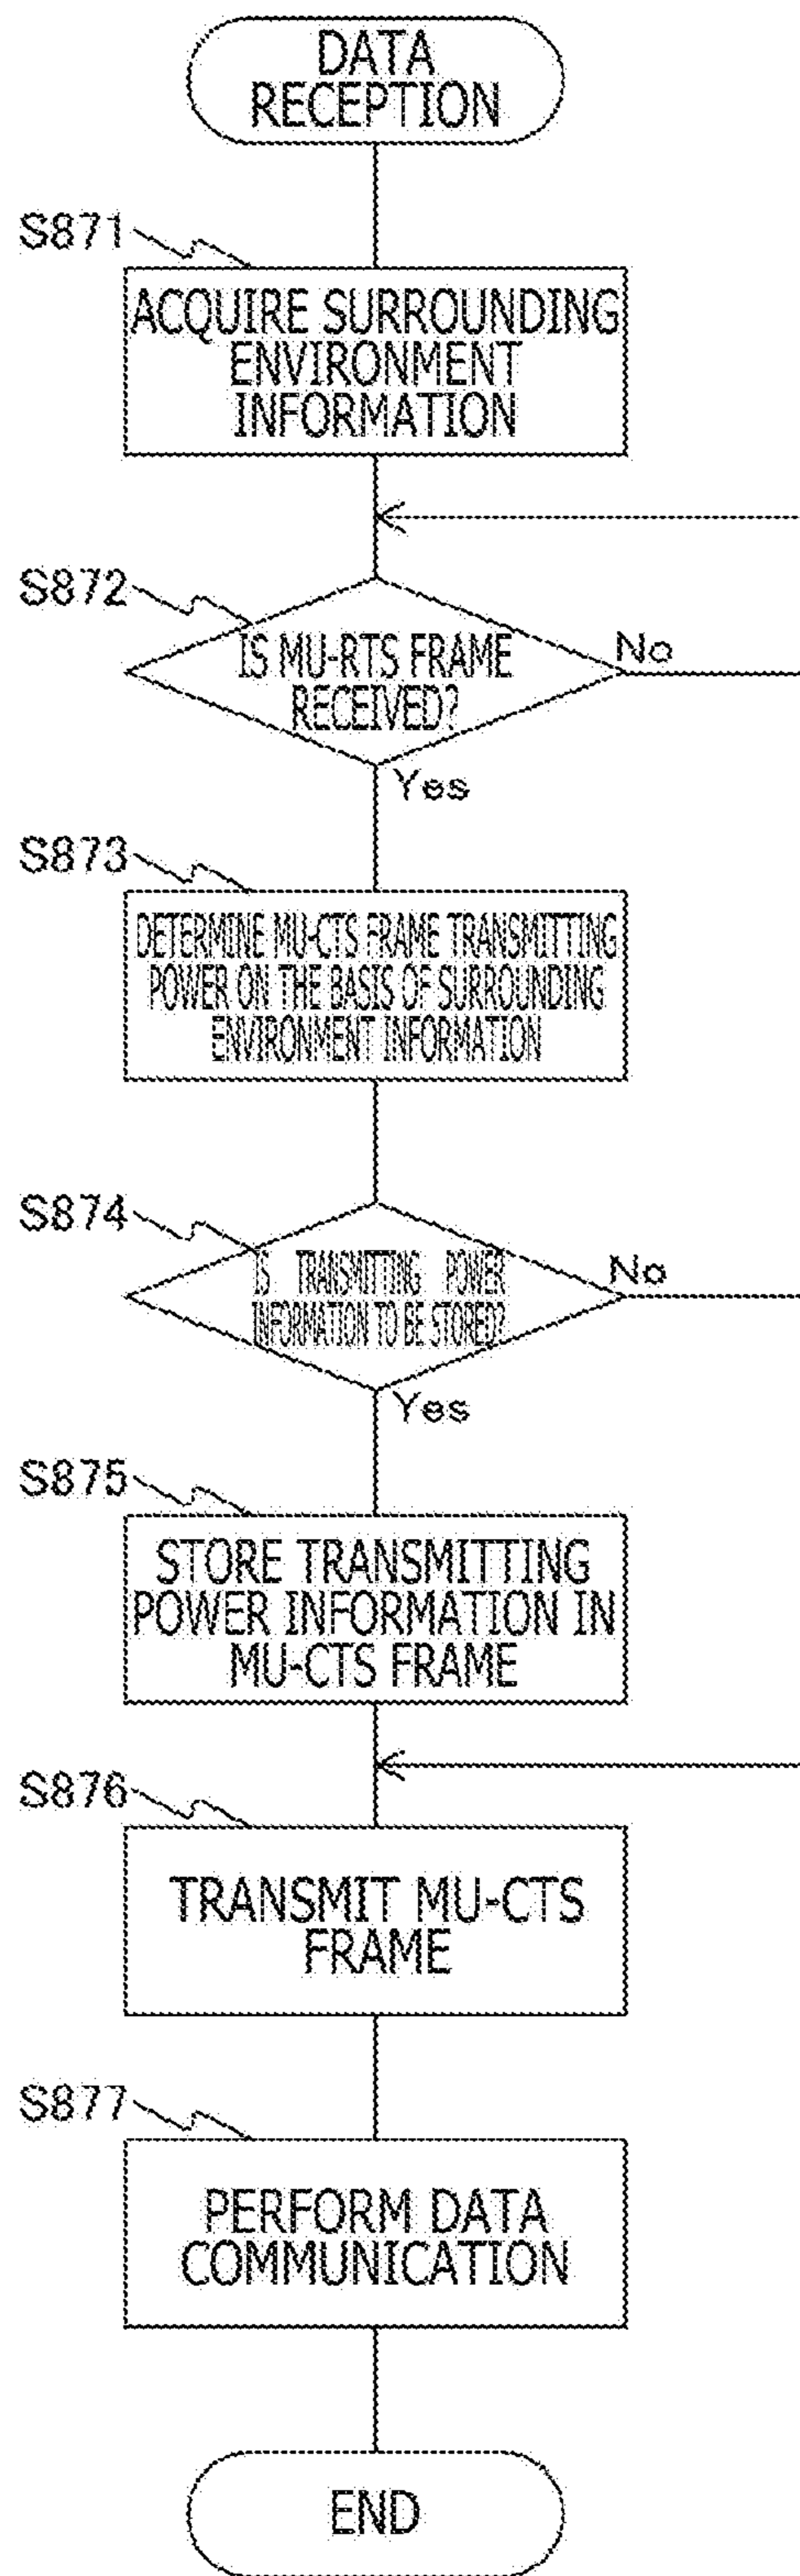 DATA
RECEPTION
S871
ACQUIRE SURROUNDING
ENVIRONMENT
INFORMATION
S872
IS MU-RTS FRAME
RECEIVED?
No
Yes
S873
DETERMINE MU-CTS FRAME TRANSMITTING
POWER ON THE BASIS OF SURROUNDING
ENVIRONMENT INFORMATION
S874
IS TRANSMITTING POWER
INFORMATION TO BE STORED?
No
Yes
S875
STORE TRANSMITTING
POWER INFORMATION IN
MU-CTS FRAME
S876
TRANSMIT MU-CTS
FRAME
S877
PERFORM DATA
COMMUNICATION
END